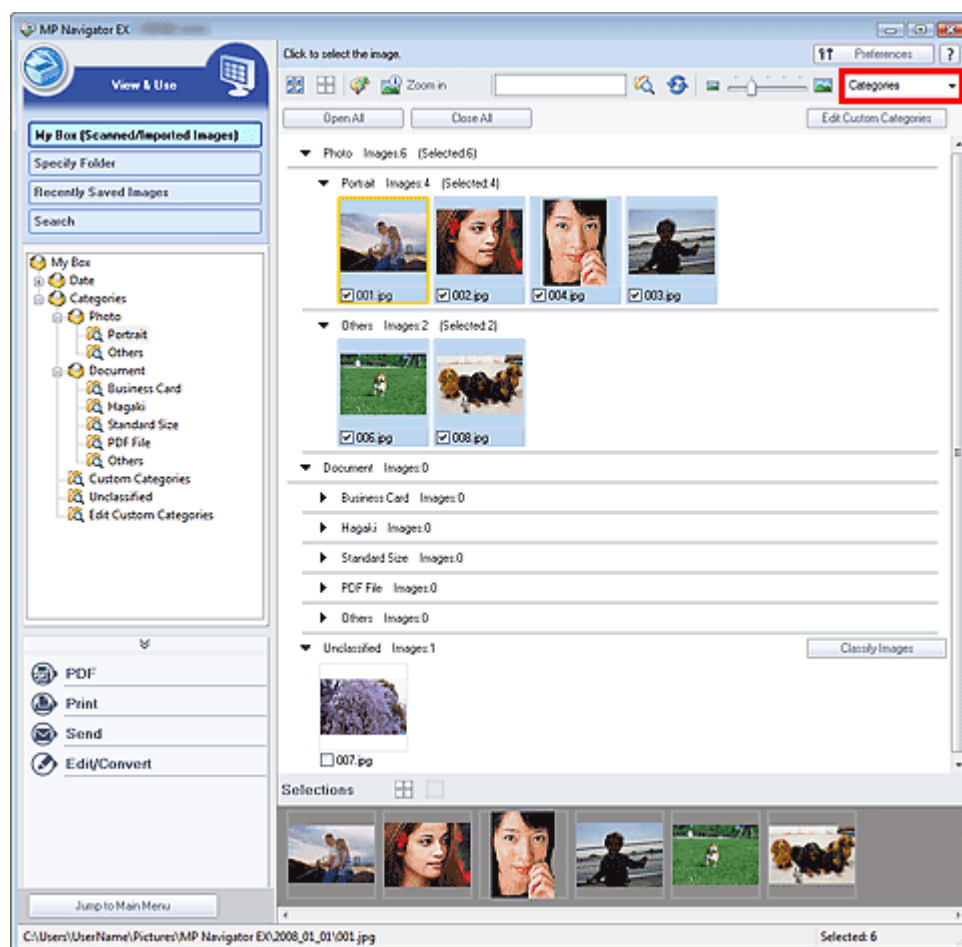 MP Navigator EX
View & Use
My Box (Scanned/Imported Images)
Specify Folder
Recently Saved Images
Search
My Box
Date
Categories
Photo
Portrait
Others
Document
Business Card
Hagaki
Standard Size
PDF File
Others
Custom Categories
Unclassified
Edit Custom Categories
PDF
Print
Send
Edit/Convert
Jump to Main Menu
Click to select the image.
Preferences
?
Zoom in
Categories
Open All
Close All
Edit Custom Categories
Photo Images:6 (Selected:6)
Portrait Images:4 (Selected:4)
001.jpg
002.jpg
004.jpg
003.jpg
Others Images:2 (Selected:2)
006.jpg
008.jpg
Document Images:0
Business Card Images:0
Hagaki Images:0
Standard Size Images:0
PDF File Images:0
Others Images:0
Unclassified Images:1
Classify Images
007.jpg
Selections
C:\Users\UserName\Pictures\MP Navigator EX\2008_01_01\001.jpg
Selected: 6